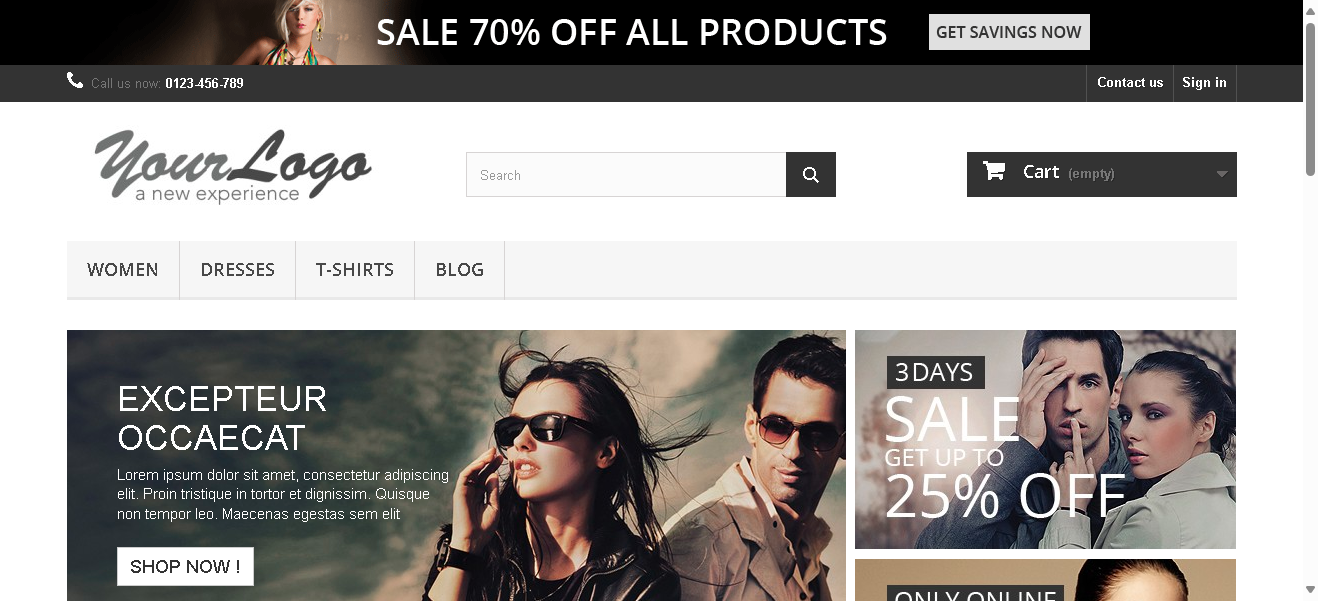 SALE 70% OFF ALL PRODUCTS GET SAVINGS NOW
Call us now: 0123-456-789 Contact us Sign in
YourLogo
a new experience
Search
Cart (empty)
WOMEN DRESSES T-SHIRTS BLOG
EXCEPTEUR
OCCAECAT
Lorem ipsum dolor sit amet, consectetur adipiscing
elit. Proin tristique in tortor et dignissim. Quisque
non tempor leo. Maecenas egestas sem elit
SHOP NOW !
3 DAYS
SALE
GET UP TO
25% OFF
ONLY ONLINE